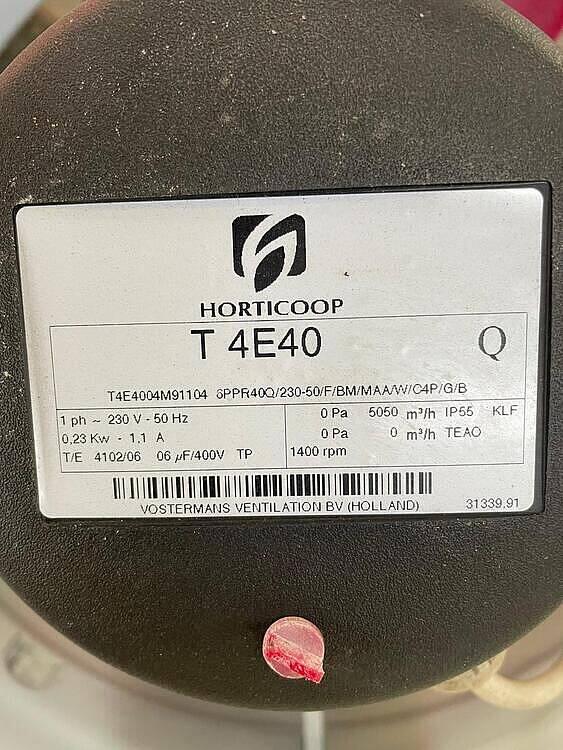 HORTICOOP
T 4E40 Q
T4E4004M91104 6PPR40Q/230-50/F/BM/MAA/W/C4P/G/B
1 ph ~ 230 V - 50 Hz 0 Pa 5050 m³/h IP55 KLF
0,23 Kw - 1,1 A 0 Pa 0 m³/h TEAO
T/E 4102/06 06 µF/400V TP 1400 rpm
VOSTERMANS VENTILATION BV (HOLLAND) 31339.91